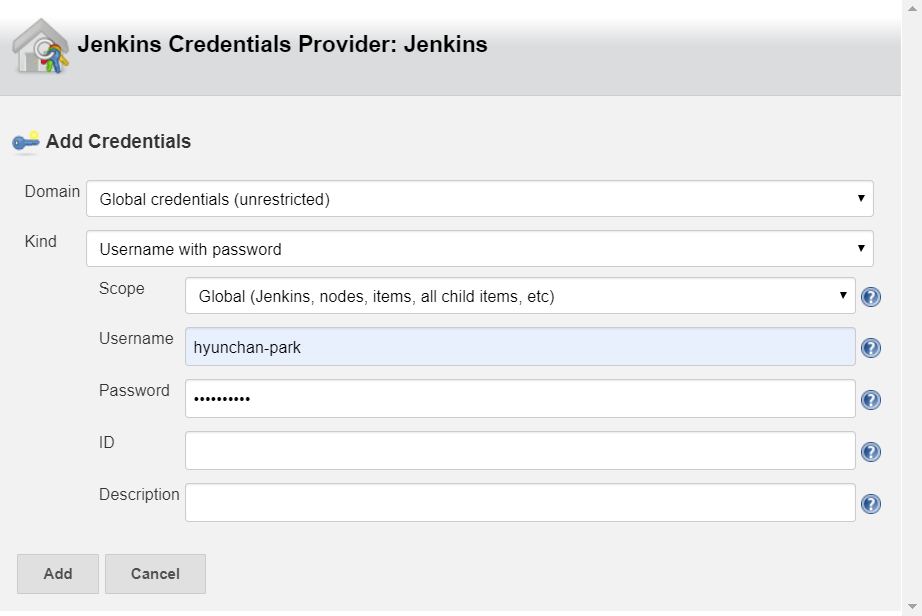 Jenkins Credentials Provider: Jenkins
Add Credentials
Domain
Global credentials (unrestricted)
Kind
Username with password
Scope
Global (Jenkins, nodes, items, all child items, etc)
Username
hyunchan-park
Password
••••••••••
ID
Description
Add
Cancel